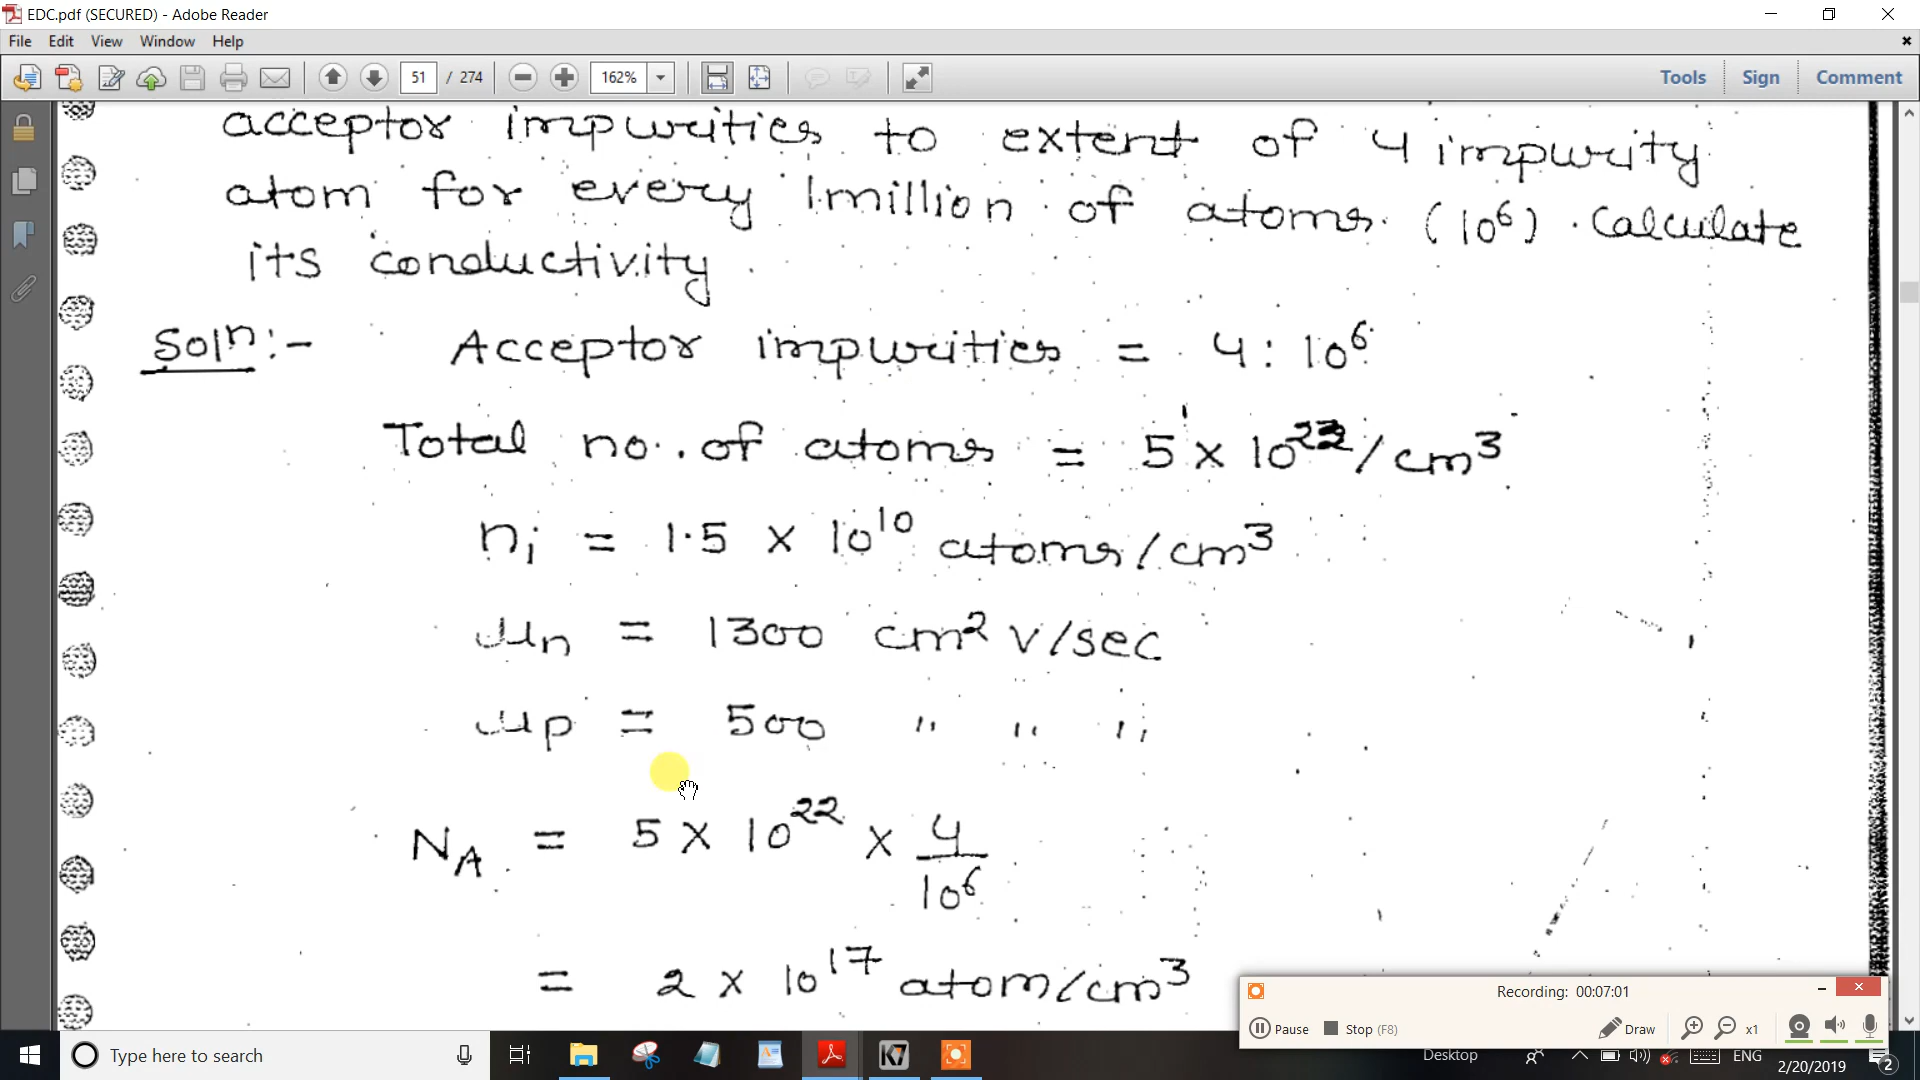 EDC.pdf (SECURED) - Adobe Reader
File Edit View Window Help
51 / 274 162% Tools Sign Comment
acceptor impurities to extent of 4 impurity
atom for every 1million of atoms. (10⁶). Calculate
its conductivity.
Solⁿ:- Acceptor impurities = 4 : 10⁶
Total no. of atoms = 5 × 10²² / cm³
nᵢ = 1.5 × 10¹⁰ atoms / cm³
μn = 1300 cm² v/sec
μp = 500 " " "
N_A = 5 × 10²² × 4/10⁶
= 2 × 10¹⁷ atom/cm³
Recording: 00:07:01
Pause Stop (F8) Draw x1
Type here to search
Desktop ENG
2/20/2019 2